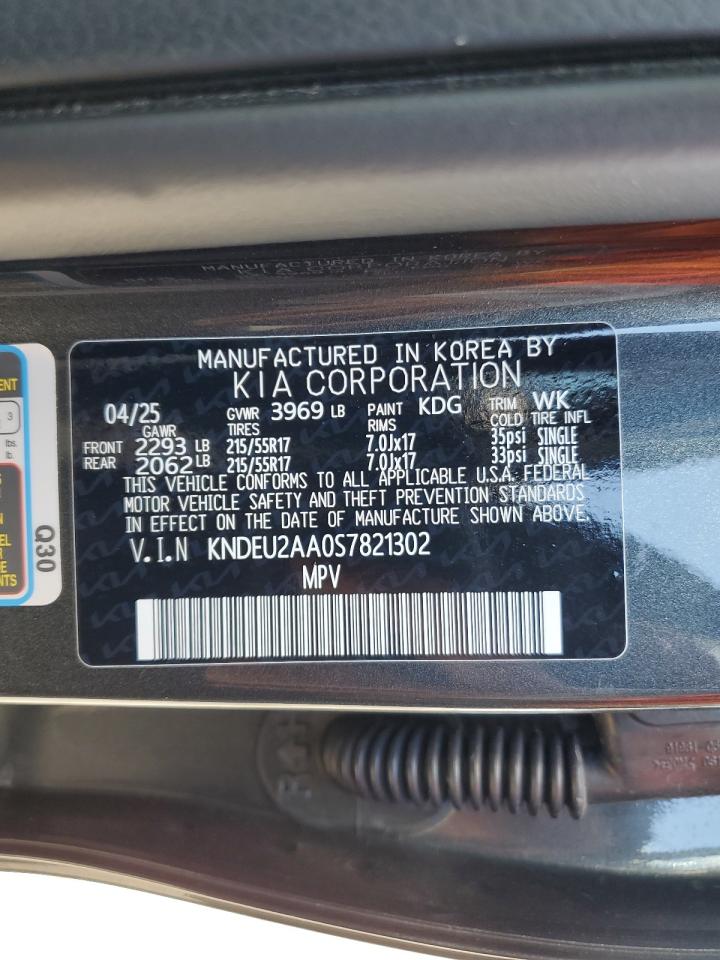 MANUFACTURED IN KOREA BY
KIA CORPORATION
04/25 GVWR 3969 LB PAINT KDG TRIM WK
GAWR TIRES RIMS COLD TIRE INFL
FRONT 2293 LB 215/55R17 7.0Jx17 35psi SINGLE
REAR 2062 LB 215/55R17 7.0Jx17 33psi SINGLE
THIS VEHICLE CONFORMS TO ALL APPLICABLE U.S.A. FEDERAL
MOTOR VEHICLE SAFETY AND THEFT PREVENTION STANDARDS
IN EFFECT ON THE DATE OF MANUFACTURE SHOWN ABOVE.
V.I.N KNDEU2AA0S7821302
MPV
3
lbs.
lb.
Q30